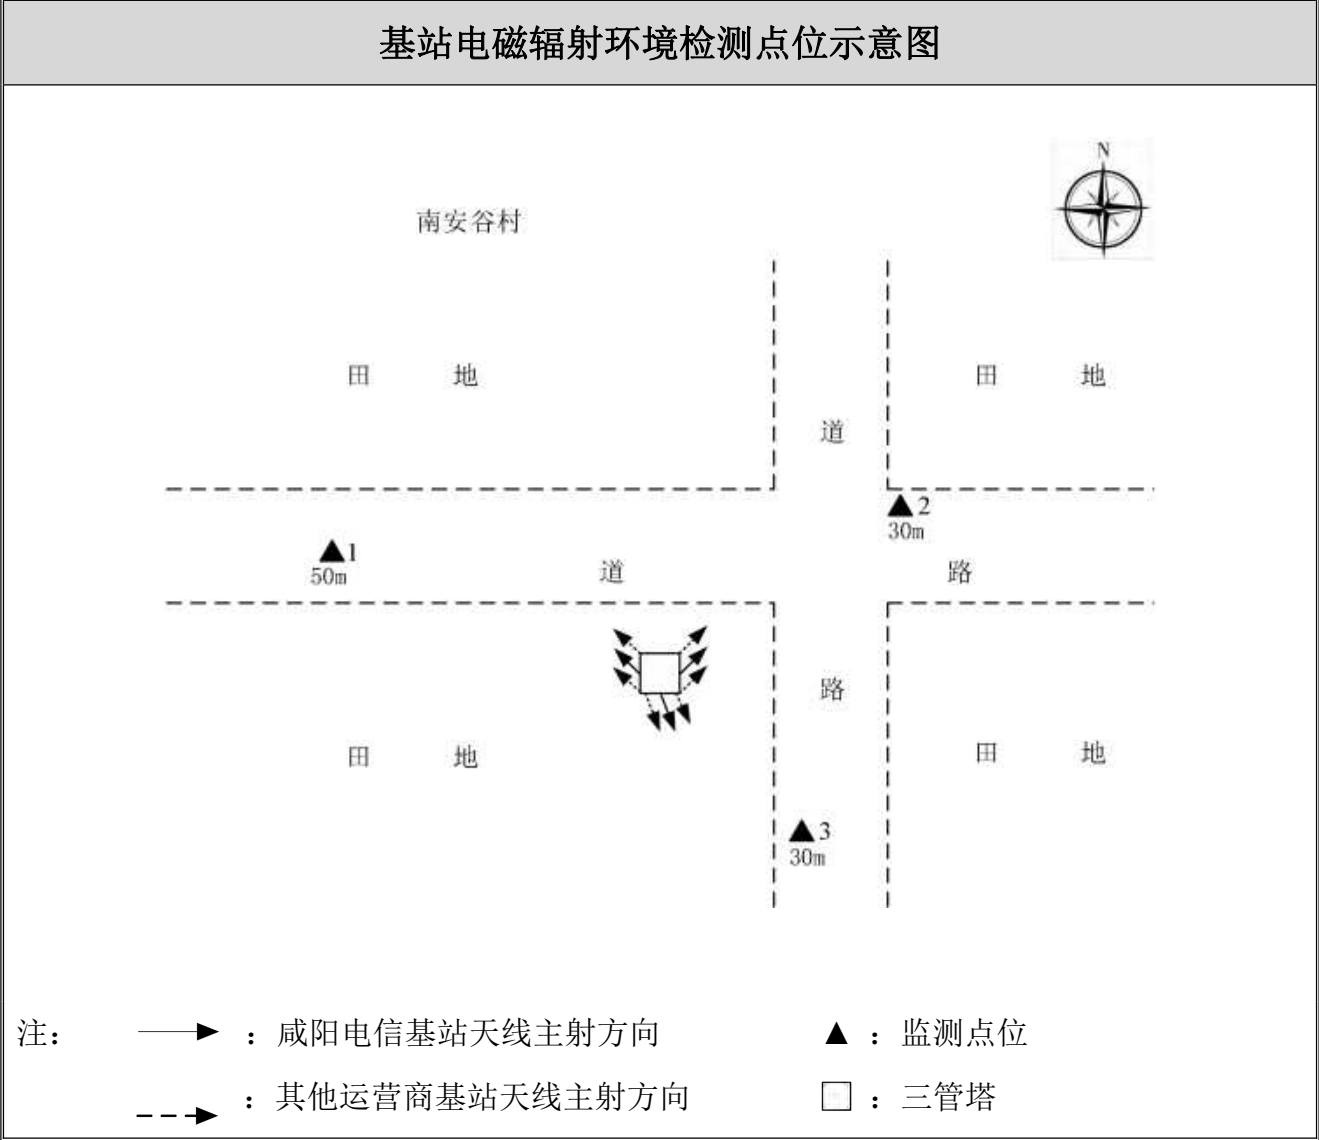 基站电磁辐射环境检测点位示意图
N
南安谷村
田 地
田 地
道
2
30m
1
50m
道 路
路
田 地
田 地
3
30m
注： ：咸阳电信基站天线主射方向 ：监测点位
：其他运营商基站天线主射方向 ：三管塔